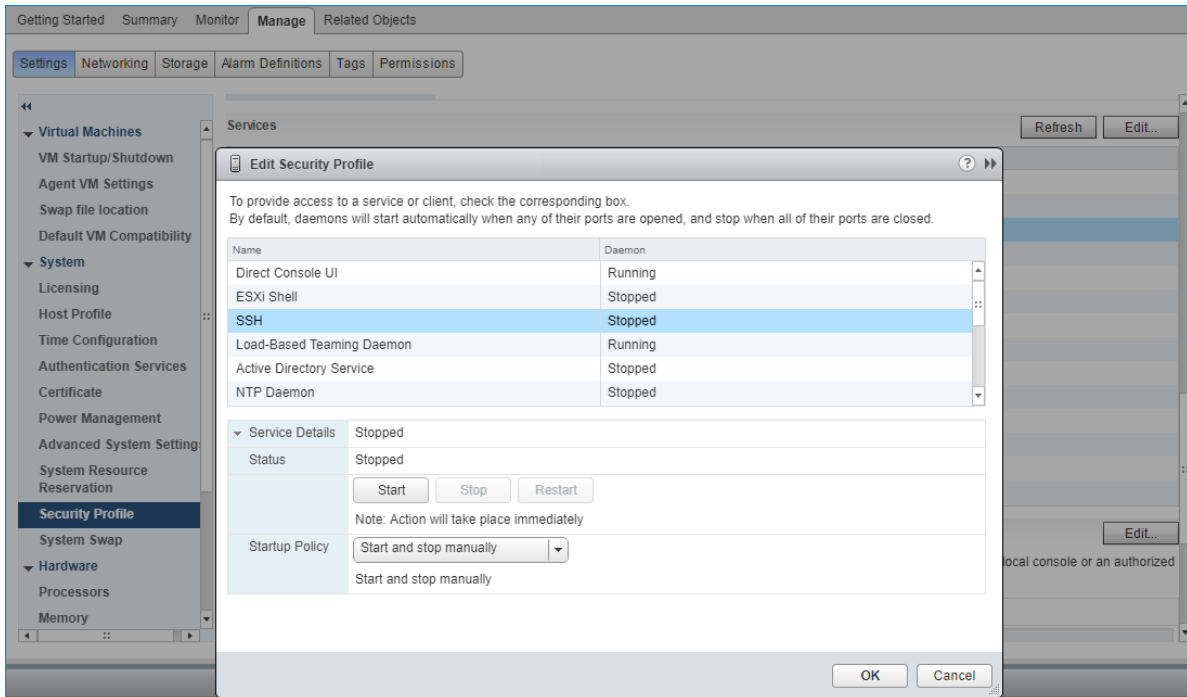 Getting Started Summary Monitor Manage Related Objects
Settings Networking Storage Alarm Definitions Tags Permissions
Virtual Machines
VM Startup/Shutdown
Agent VM Settings
Swap file location
Default VM Compatibility
System
Licensing
Host Profile
Time Configuration
Authentication Services
Certificate
Power Management
Advanced System Setting
System Resource
Reservation
Security Profile
System Swap
Hardware
Processors
Memory
Services Refresh Edit...
Edit Security Profile ?
To provide access to a service or client, check the corresponding box.
By default, daemons will start automatically when any of their ports are opened, and stop when all of their ports are closed.
Name Daemon
Direct Console UI Running
ESXi Shell Stopped
SSH Stopped
Load-Based Teaming Daemon Running
Active Directory Service Stopped
NTP Daemon Stopped
Service Details Stopped
Status Stopped
Start Stop Restart
Note: Action will take place immediately
Startup Policy Start and stop manually
Start and stop manually
OK Cancel
Edit...
local console or an authorized